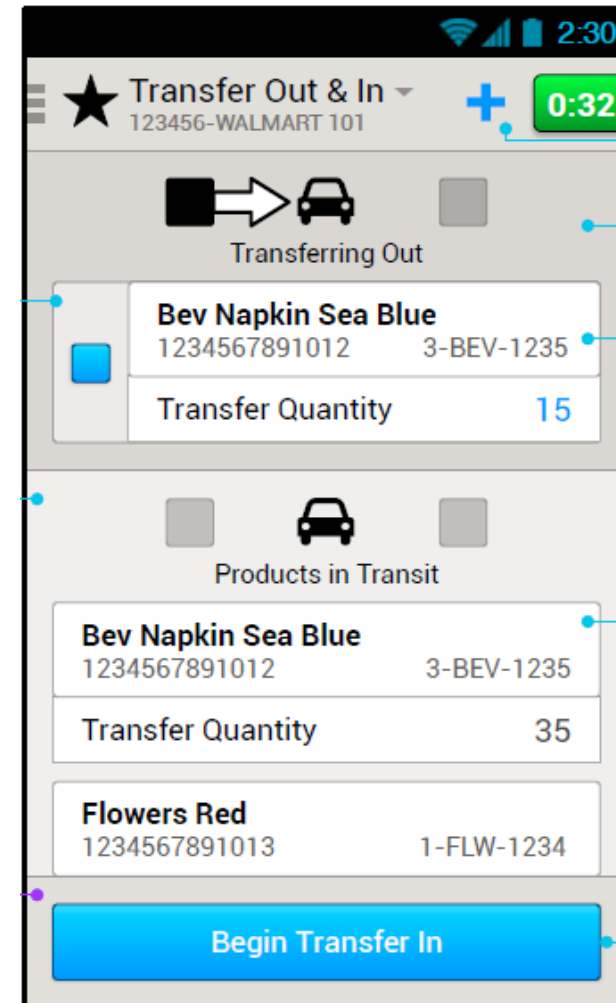 2:30
Transfer Out & In
123456-WALMART 101
0:32
Transferring Out
Bev Napkin Sea Blue
1234567891012 3-BEV-1235
Transfer Quantity 15
Products in Transit
Bev Napkin Sea Blue
1234567891012 3-BEV-1235
Transfer Quantity 35
Flowers Red
1234567891013 1-FLW-1234
Begin Transfer In